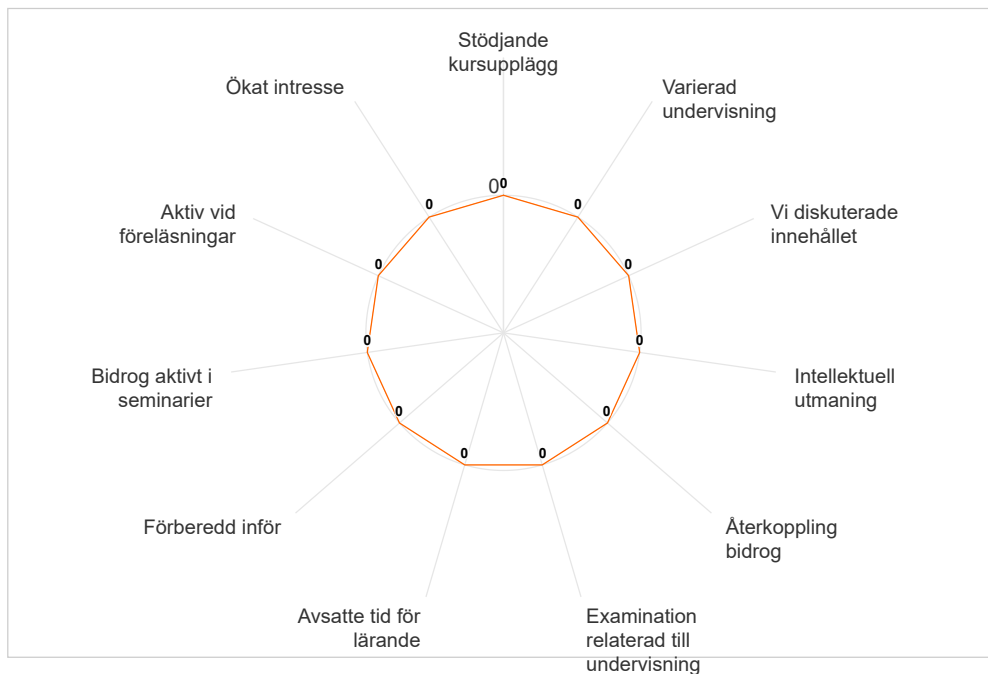 Stödjande
kursupplägg
Ökat intresse
Varierad
undervisning
0
0
0
0
Aktiv vid
föreläsningar
Vi diskuterade
innehållet
0
0
0
0
Bidrog aktivt i
seminarier
Intellektuell
utmaning
0
0
0
0
Förberedd inför
Återkoppling
bidrog
Avsatte tid för
lärande
Examination
relaterad till
undervisning